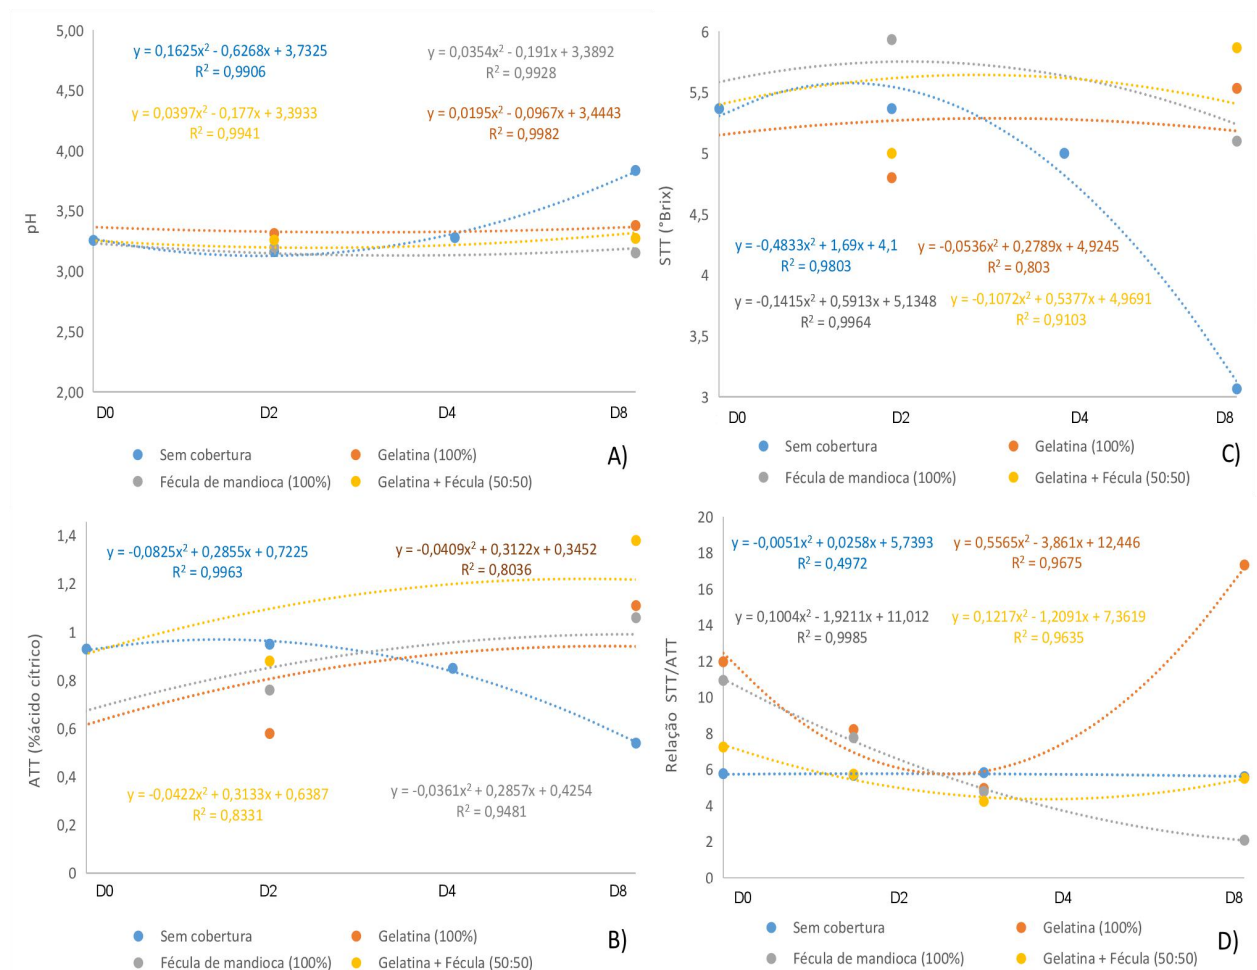 5,00
4,50
4,00
3,50
3,00
2,50
2,00
pH
y = 0,1625x² - 0,6268x + 3,7325
R² = 0,9906
y = 0,0354x² - 0,191x + 3,3892
R² = 0,9928
y = 0,0397x² - 0,177x + 3,3933
R² = 0,9941
y = 0,0195x² - 0,0967x + 3,4443
R² = 0,9982
D0 D2 D4 D8
Sem cobertura Gelatina (100%)
Fécula de mandioca (100%) Gelatina + Fécula (50:50)
A)
6
5,5
5
4,5
4
3,5
3
STT (°Brix)
y = -0,4833x² + 1,69x + 4,1
R² = 0,9803
y = -0,0536x² + 0,2789x + 4,9245
R² = 0,803
y = -0,1415x² + 0,5913x + 5,1348
R² = 0,9964
y = -0,1072x² + 0,5377x + 4,9691
R² = 0,9103
D0 D2 D4 D8
Sem cobertura Gelatina (100%)
Fécula de mandioca (100%) Gelatina + Fécula (50:50)
C)
1,4
1,2
1
0,8
0,6
0,4
0,2
0
ATT (%ácido cítrico)
y = -0,0825x² + 0,2855x + 0,7225
R² = 0,9963
y = -0,0409x² + 0,3122x + 0,3452
R² = 0,8036
y = -0,0422x² + 0,3133x + 0,6387
R² = 0,8331
y = -0,0361x² + 0,2857x + 0,4254
R² = 0,9481
D0 D2 D4 D8
Sem cobertura Gelatina (100%)
Fécula de mandioca (100%) Gelatina + Fécula (50:50)
B)
20
18
16
14
12
10
8
6
4
2
0
Relação STT/ATT
y = -0,0051x² + 0,0258x + 5,7393
R² = 0,4972
y = 0,5565x² - 3,861x + 12,446
R² = 0,9675
y = 0,1004x² - 1,9211x + 11,012
R² = 0,9985
y = 0,1217x² - 1,2091x + 7,3619
R² = 0,9635
D0 D2 D4 D8
Sem cobertura Gelatina (100%)
Fécula de mandioca (100%) Gelatina + Fécula (50:50)
D)